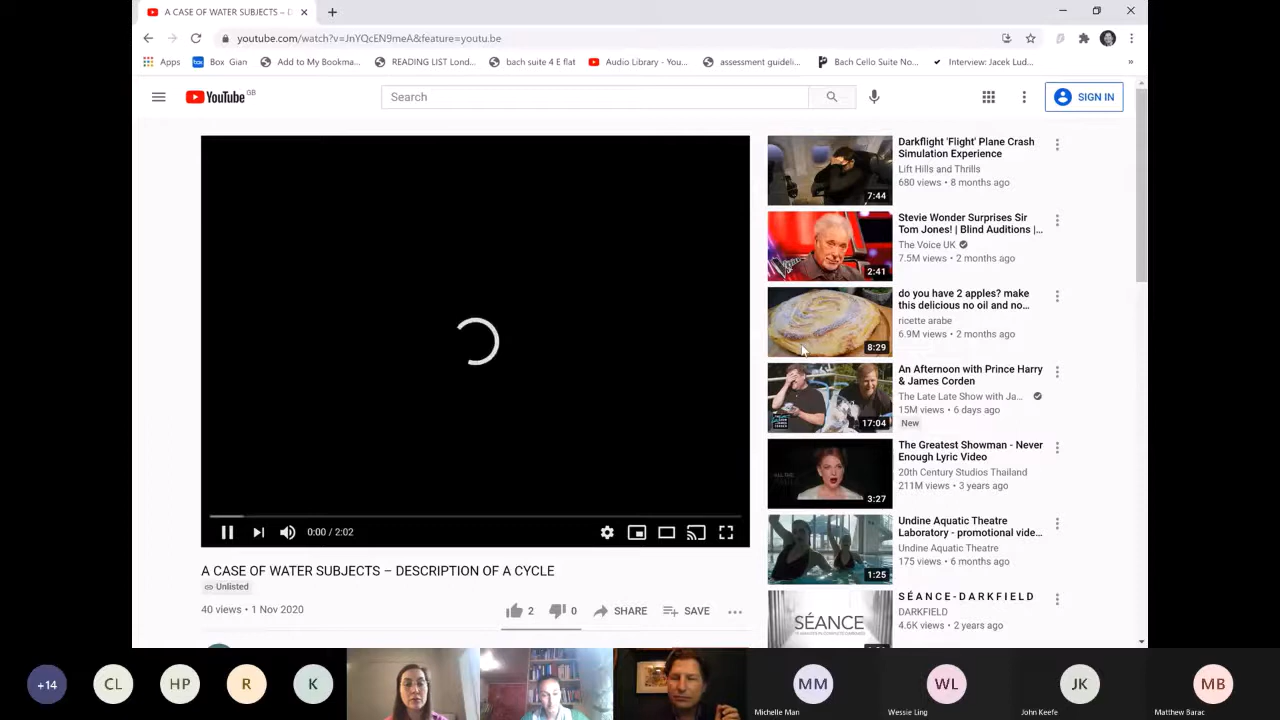 A CASE OF WATER SUBJECTS – D
youtube.com/watch?v=JnYQcEN9meA&feature=youtu.be
Apps
Box Gian
Add to My Bookma...
READING LIST Lond...
bach suite 4 E flat
Audio Library - You...
assessment guideli...
Bach Cello Suite No...
Interview: Jacek Lud...
»
YouTube GB
Search
SIGN IN
Darkflight 'Flight' Plane Crash
Simulation Experience
Lift Hills and Thrills
680 views • 8 months ago
7:44
Stevie Wonder Surprises Sir
Tom Jones! | Blind Auditions |...
The Voice UK
7.5M views • 2 months ago
2:41
do you have 2 apples? make
this delicious no oil and no...
ricette arabe
6.9M views • 2 months ago
8:29
An Afternoon with Prince Harry
& James Corden
The Late Late Show with Ja...
15M views • 6 days ago
New
17:04
The Greatest Showman - Never
Enough Lyric Video
20th Century Studios Thailand
211M views • 3 years ago
3:27
Undine Aquatic Theatre
Laboratory - promotional vide...
Undine Aquatic Theatre
175 views • 6 months ago
1:25
SÉANCE
S É A N C E - D A R K F I E L D
DARKFIELD
4.6K views • 2 years ago
0:00 / 2:02
A CASE OF WATER SUBJECTS – DESCRIPTION OF A CYCLE
Unlisted
40 views • 1 Nov 2020
2
0
SHARE
SAVE
+14
CL
HP
R
K
MM
WL
JK
MB
Michelle Man
Wessie Ling
John Keefe
Matthew Barac